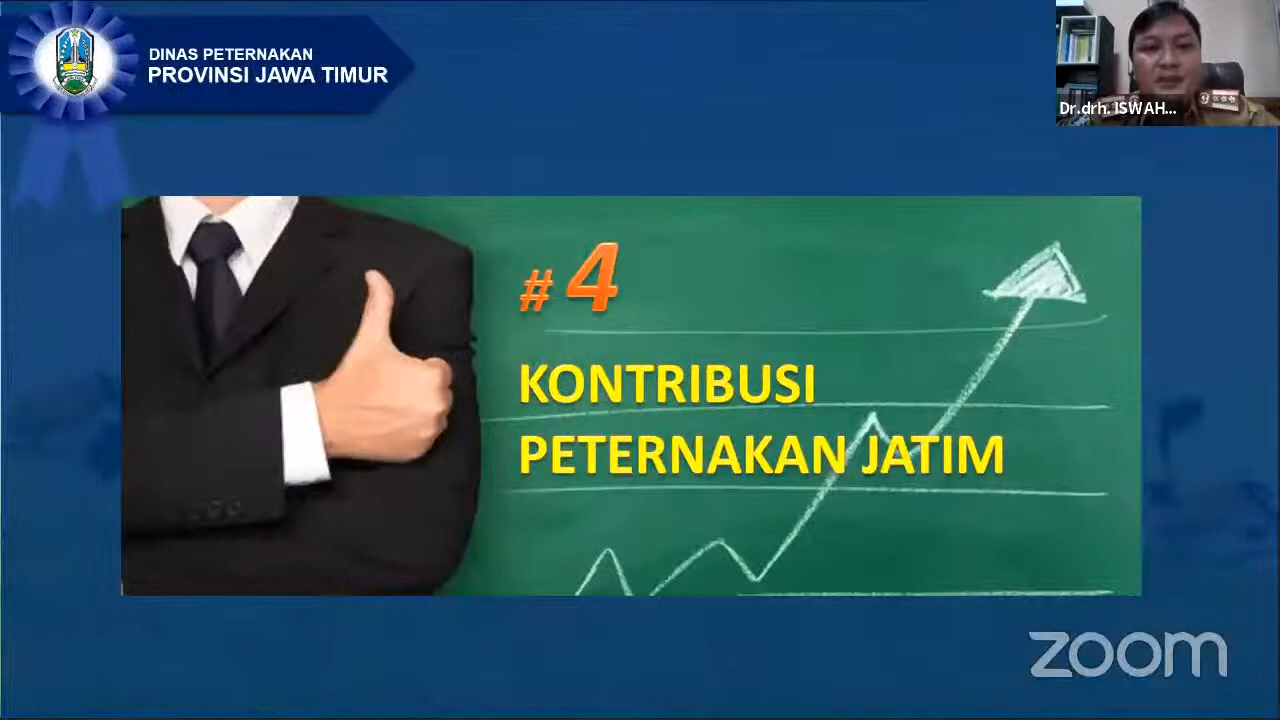 DINAS PETERNAKAN
PROVINSI JAWA TIMUR
Dr.drh. ISWAH...
# 4
KONTRIBUSI
PETERNAKAN JATIM
zoom